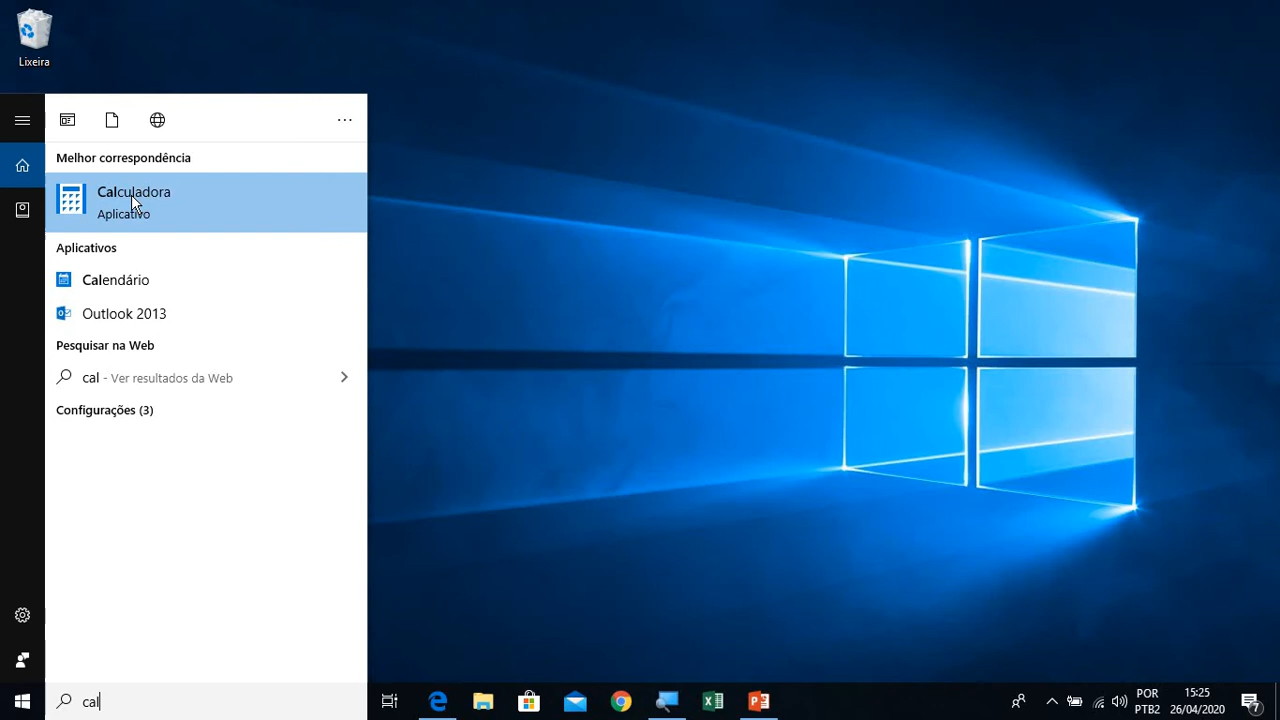 Lixeira
Melhor correspondência
Calculadora
Aplicativo
Aplicativos
Calendário
Outlook 2013
Pesquisar na Web
cal - Ver resultados da Web
Configurações (3)
cal
POR
PTB2
15:25
26/04/2020
7